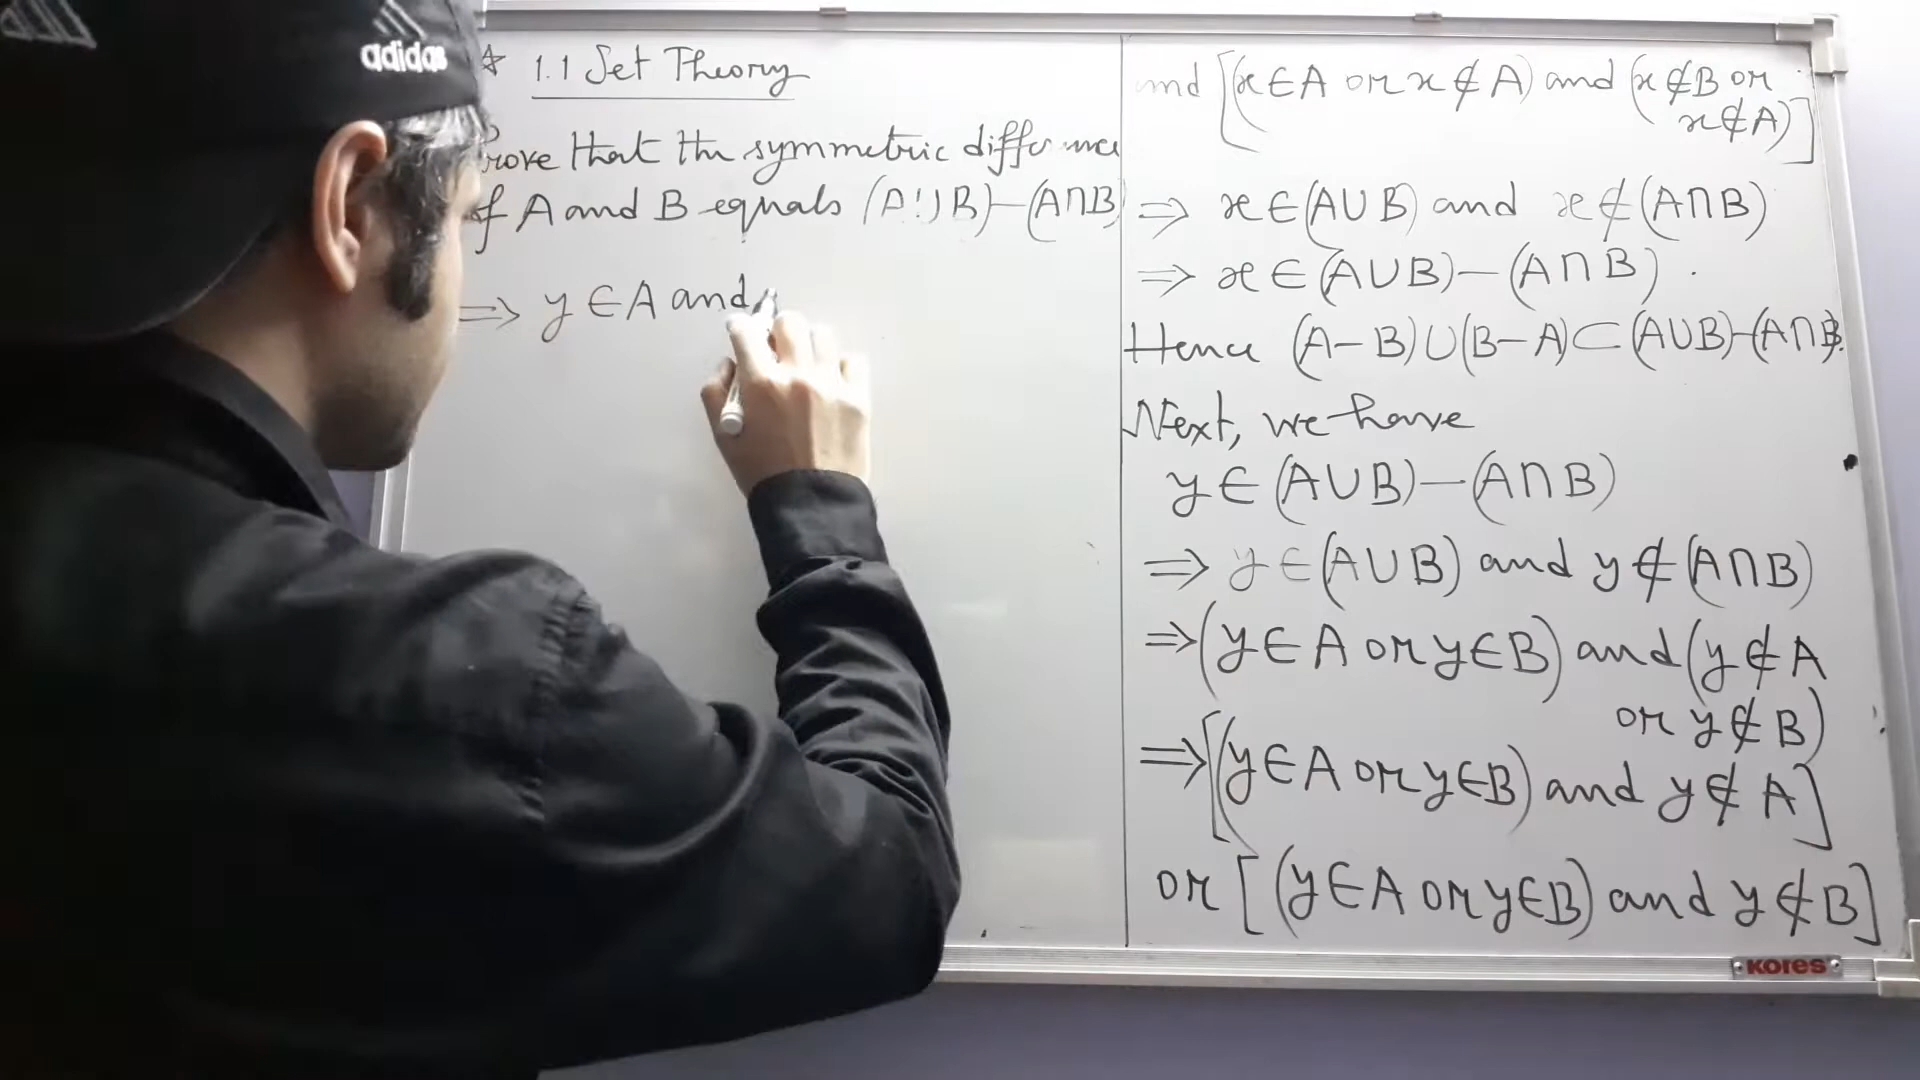 adidas
☆ 1.1 Set Theory
Prove that the symmetric difference
of A and B equals (A∪B)−(A∩B)
⇒ y∈A and
and [(x∈A or x∉A) and (x∉B or
x∉A)]
⇒ x∈(A∪B) and x∉(A∩B)
⇒ x∈(A∪B)−(A∩B).
Hence (A−B)∪(B−A)⊂(A∪B)−(A∩B).
Next, we have
y∈(A∪B)−(A∩B)
⇒ y∈(A∪B) and y∉(A∩B)
⇒(y∈A or y∈B) and (y∉A
or y∉B)
⇒[(y∈A or y∈B) and y∉A]
or [(y∈A or y∈B) and y∉B]
KORES